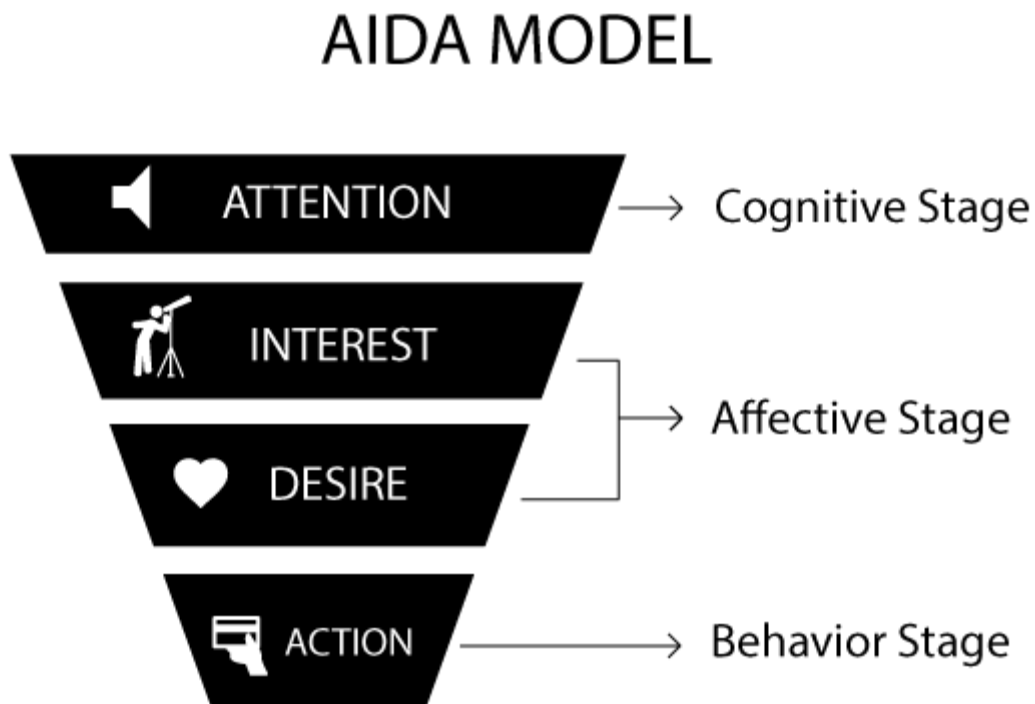 AIDA MODEL
ATTENTION
Cognitive Stage
INTEREST
Affective Stage
DESIRE
ACTION
Behavior Stage